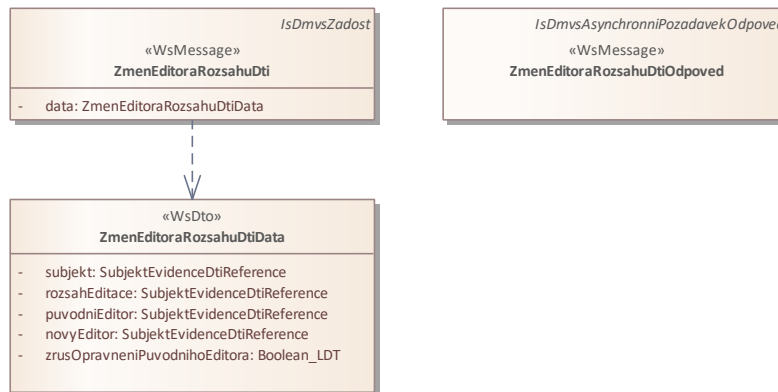 IsDmvsZadost
«WsMessage»
ZmenEditoraRozsahuDti
- data: ZmenEditoraRozsahuDtiData
IsDmvsAsynchronniPozadavekOdpoved
«WsMessage»
ZmenEditoraRozsahuDtiOdpoved
«WsDto»
ZmenEditoraRozsahuDtiData
- subjekt: SubjektEvidenceDtiReference
- rozsahEditace: SubjektEvidenceDtiReference
- puvodniEditor: SubjektEvidenceDtiReference
- novyEditor: SubjektEvidenceDtiReference
- zrusOpravneniPuvodnihoEditora: Boolean_LDT